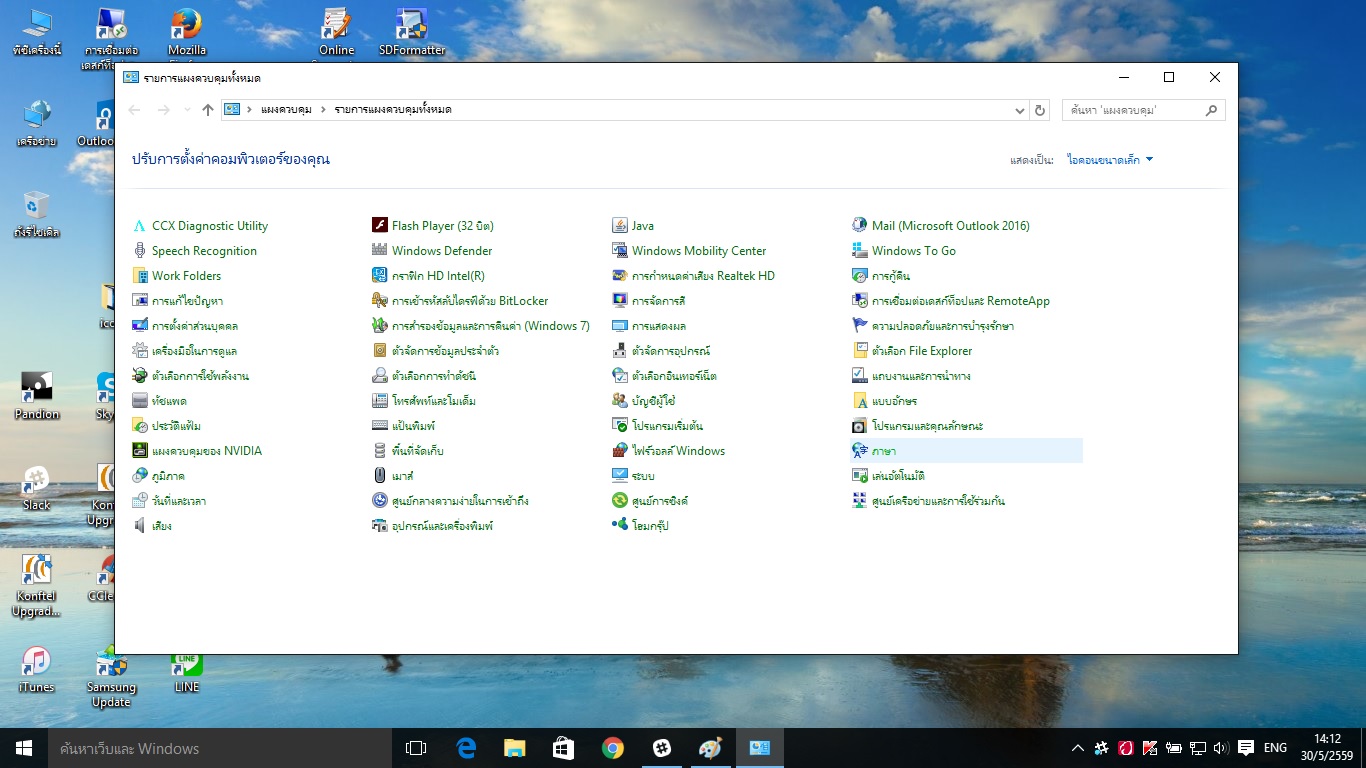 พีซีเครื่องนี้
การเชื่อมต่อ
Mozilla
Online
SDFormatter
รายการแผงควบคุมทั้งหมด
แผงควบคุม
รายการแผงควบคุมทั้งหมด
ค้นหา 'แผงควบคุม'
เครือข่าย
ปรับการตั้งค่าคอมพิวเตอร์ของคุณ
แสดงเป็น: ไอคอนขนาดเล็ก
ถังรีไซเคิล
CCX Diagnostic Utility
Flash Player (32 บิต)
Java
Mail (Microsoft Outlook 2016)
Speech Recognition
Windows Defender
Windows Mobility Center
Windows To Go
Work Folders
กราฟิก HD Intel(R)
การกำหนดค่าเสียง Realtek HD
การกู้คืน
การแก้ไขปัญหา
การเข้ารหัสลับไดรฟ์ด้วย BitLocker
การจัดการสี
การเชื่อมต่อเดสก์ท็อปและ RemoteApp
การตั้งค่าส่วนบุคคล
การสำรองข้อมูลและการคืนค่า (Windows 7)
การแสดงผล
ความปลอดภัยและการบำรุงรักษา
เครื่องมือในการดูแล
ตัวจัดการข้อมูลประจำตัว
ตัวจัดการอุปกรณ์
ตัวเลือก File Explorer
ตัวเลือกการใช้พลังงาน
ตัวเลือกการทำดัชนี
ตัวเลือกอินเทอร์เน็ต
แถบงานและการนำทาง
ทัชแพด
โทรศัพท์และโมเด็ม
บัญชีผู้ใช้
แบบอักษร
ประวัติแฟ้ม
แป้นพิมพ์
โปรแกรมเริ่มต้น
โปรแกรมและคุณลักษณะ
แผงควบคุมของ NVIDIA
พื้นที่จัดเก็บ
ไฟร์วอลล์ Windows
ภาษา
ภูมิภาค
เมาส์
ระบบ
เล่นอัตโนมัติ
วันที่และเวลา
ศูนย์กลางความง่ายในการเข้าถึง
ศูนย์การซิงค์
ศูนย์เครือข่ายและการใช้ร่วมกัน
เสียง
อุปกรณ์และเครื่องพิมพ์
โฮมกรุ๊ป
Pandion
Slack
Upgr
Konftel
Upgrad...
iTunes
Samsung
Update
LINE
LINE
ค้นหาเว็บและ Windows
ENG
14:12
30/5/2559